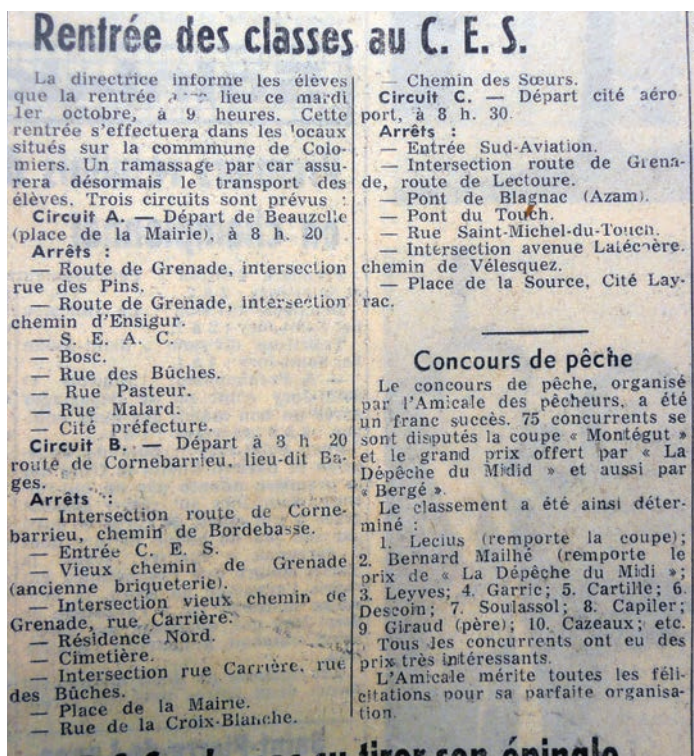 Rentrée des classes au C. E. S.
La directrice informe les élèves
que la rentrée lieu ce mardi
1er octobre, à 9 heures. Cette
rentrée s'effectuera dans les locaux
situés sur la commmune de Colo-
miers. Un ramassage par car assu-
rera désormais le transport des
élèves. Trois circuits sont prévus :
Circuit A. — Départ de Beauzelle
(place de la Mairie), à 8 h. 20
Arrêts :
— Route de Grenade, intersection
rue des Pins.
— Route de Grenade, intersection
chemin d'Ensigur.
— S. E. A. C.
— Bosc.
— Rue des Bûches.
— Rue Pasteur.
— Rue Malard.
— Cité préfecture.
Circuit B. — Départ à 8 h 20
route de Cornebarrieu, lieu-dit Ba-
ges.
Arrêts :
— Intersection route de Corne-
barrieu, chemin de Bordebasse.
— Entrée C. E. S.
— Vieux chemin de Grenade
(ancienne briqueterie).
— Intersection vieux chemin de
Grenade, rue Carrière.
— Résidence Nord.
— Cimetière.
— Intersection rue Carrière, rue
des Bûches.
— Place de la Mairie.
— Rue de la Croix-Blanche.
— Chemin des Sœurs.
Circuit C. — Départ cité aéro-
port, à 8 h. 30.
Arrêts :
— Entrée Sud-Aviation.
— Intersection route de Grena-
de, route de Lectoure.
— Pont de Blagnac (Azam).
— Pont du Touch.
— Rue Saint-Michel-du-Touch.
— Intersection avenue Latécoère.
chemin de Vélesquez.
— Place de la Source, Cité Lay-
rac.
Concours de pêche
Le concours de pêche, organisé
par l'Amicale des pêcheurs, a été
un franc succès. 75 concurrents se
sont disputés la coupe « Montégut »
et le grand prix offert par « La
Dépêche du Midid » et aussi par
« Bergé ».
Le classement a été ainsi déter-
miné :
1. Lecius (remporte la coupe);
2. Bernard Mailhé (remporte le
prix de « La Dépêche du Midi »;
3. Leyves; 4. Garric; 5. Cartille; 6.
Descoin; 7. Soulassol; 8. Capiler;
9 Giraud (père); 10. Cazeaux; etc.
Tous les concurrents ont eu des
prix très intéressants.
L'Amicale mérite toutes les féli-
citations pour sa parfaite organisa-
tion.
tirer son épingle